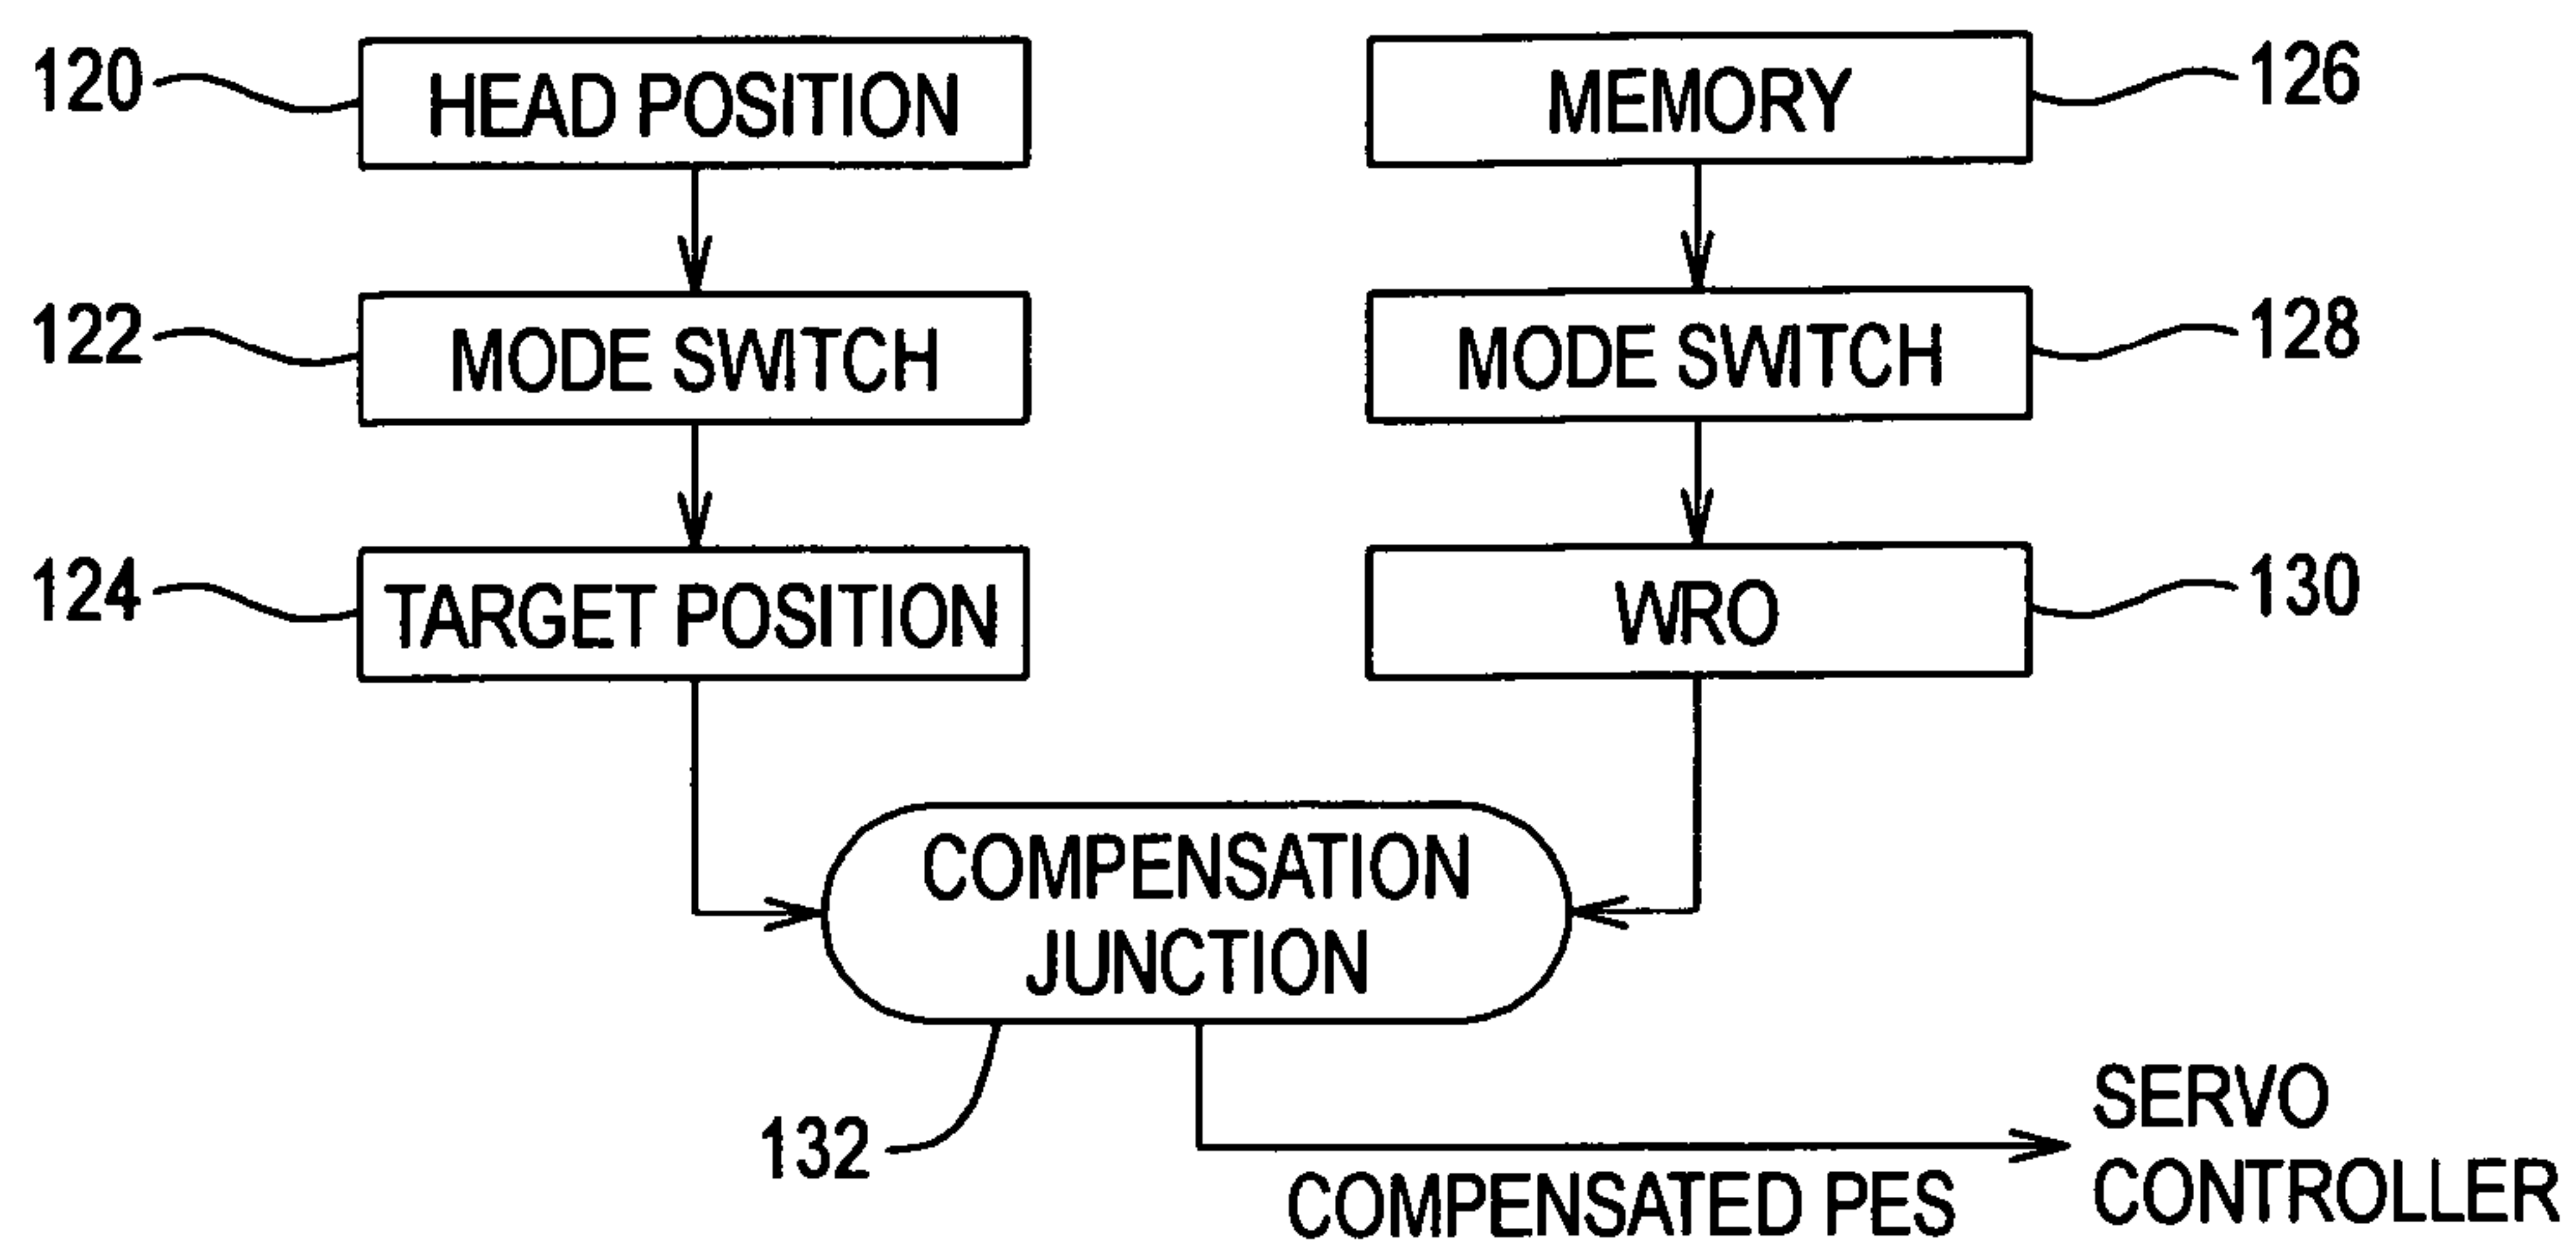 120
HEAD POSITION
MEMORY
126
122
MODE SWITCH
MODE SWITCH
128
124
TARGET POSITION
WRO
130
COMPENSATION
JUNCTION
132
COMPENSATED PES
SERVO
CONTROLLER